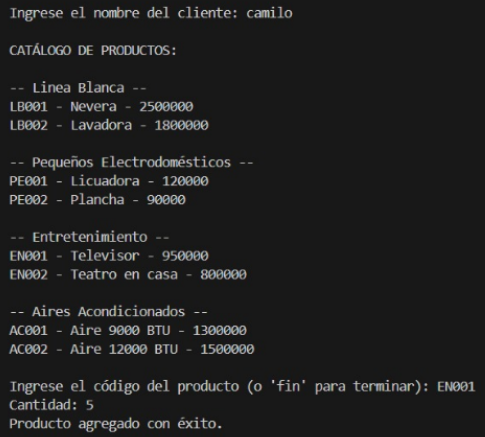 Ingrese el nombre del cliente: camilo
CATÁLOGO DE PRODUCTOS:
-- Linea Blanca --
LB001 - Nevera - 2500000
LB002 - Lavadora - 1800000
-- Pequeños Electrodomésticos --
PE001 - Licuadora - 120000
PE002 - Plancha - 90000
-- Entretenimiento --
EN001 - Televisor - 950000
EN002 - Teatro en casa - 800000
-- Aires Acondicionados --
AC001 - Aire 9000 BTU - 1300000
AC002 - Aire 12000 BTU - 1500000
Ingrese el código del producto (o 'fin' para terminar): EN001
Cantidad: 5
Producto agregado con éxito.